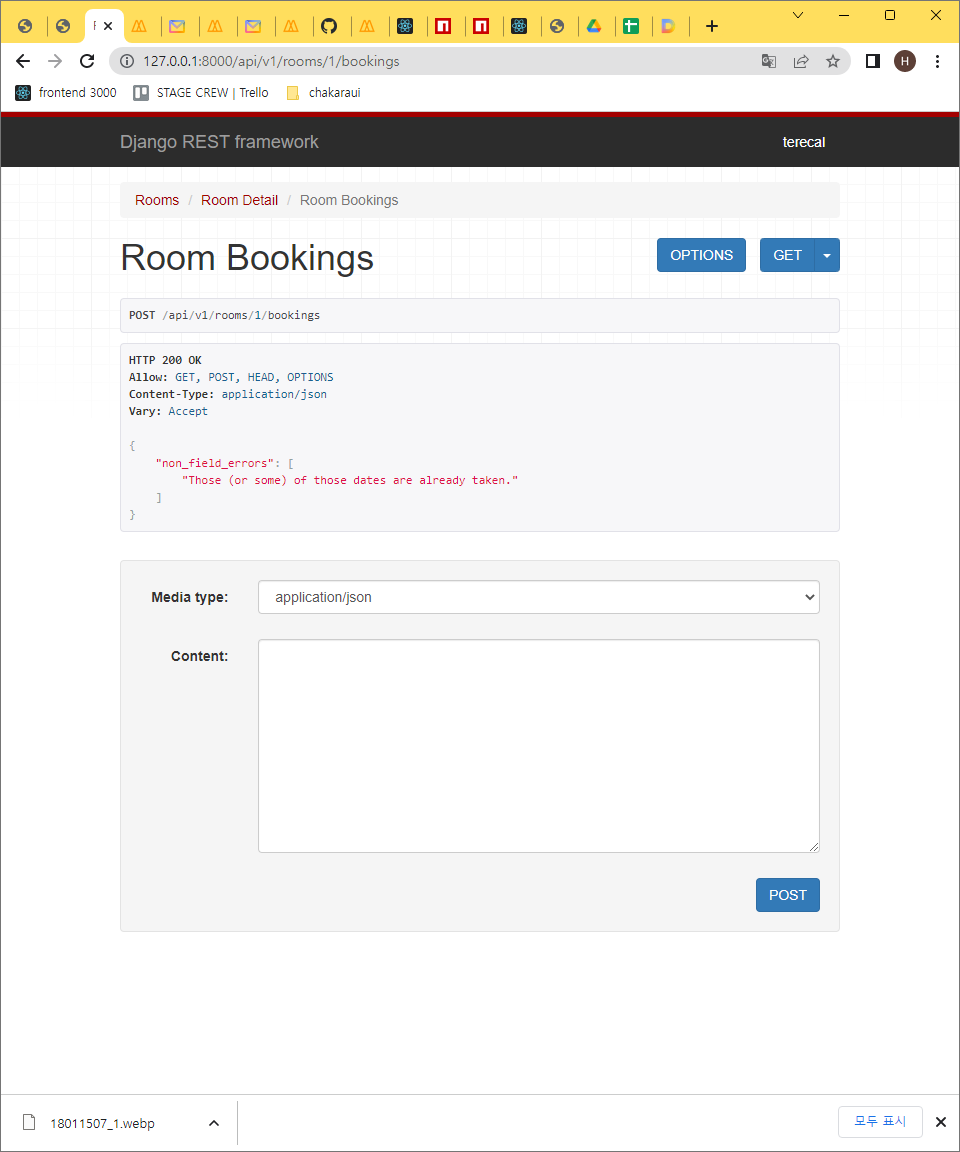 127.0.0.1:8000/api/v1/rooms/1/bookings
H
frontend 3000
STAGE CREW | Trello
chakaraui
Django REST framework
terecal
Rooms / Room Detail / Room Bookings
Room Bookings
OPTIONS
GET
POST /api/v1/rooms/1/bookings
HTTP 200 OK
Allow: GET, POST, HEAD, OPTIONS
Content-Type: application/json
Vary: Accept
{
"non_field_errors": [
"Those (or some) of those dates are already taken."
]
}
Media type:
application/json
Content:
POST
18011507_1.webp
모두 표시